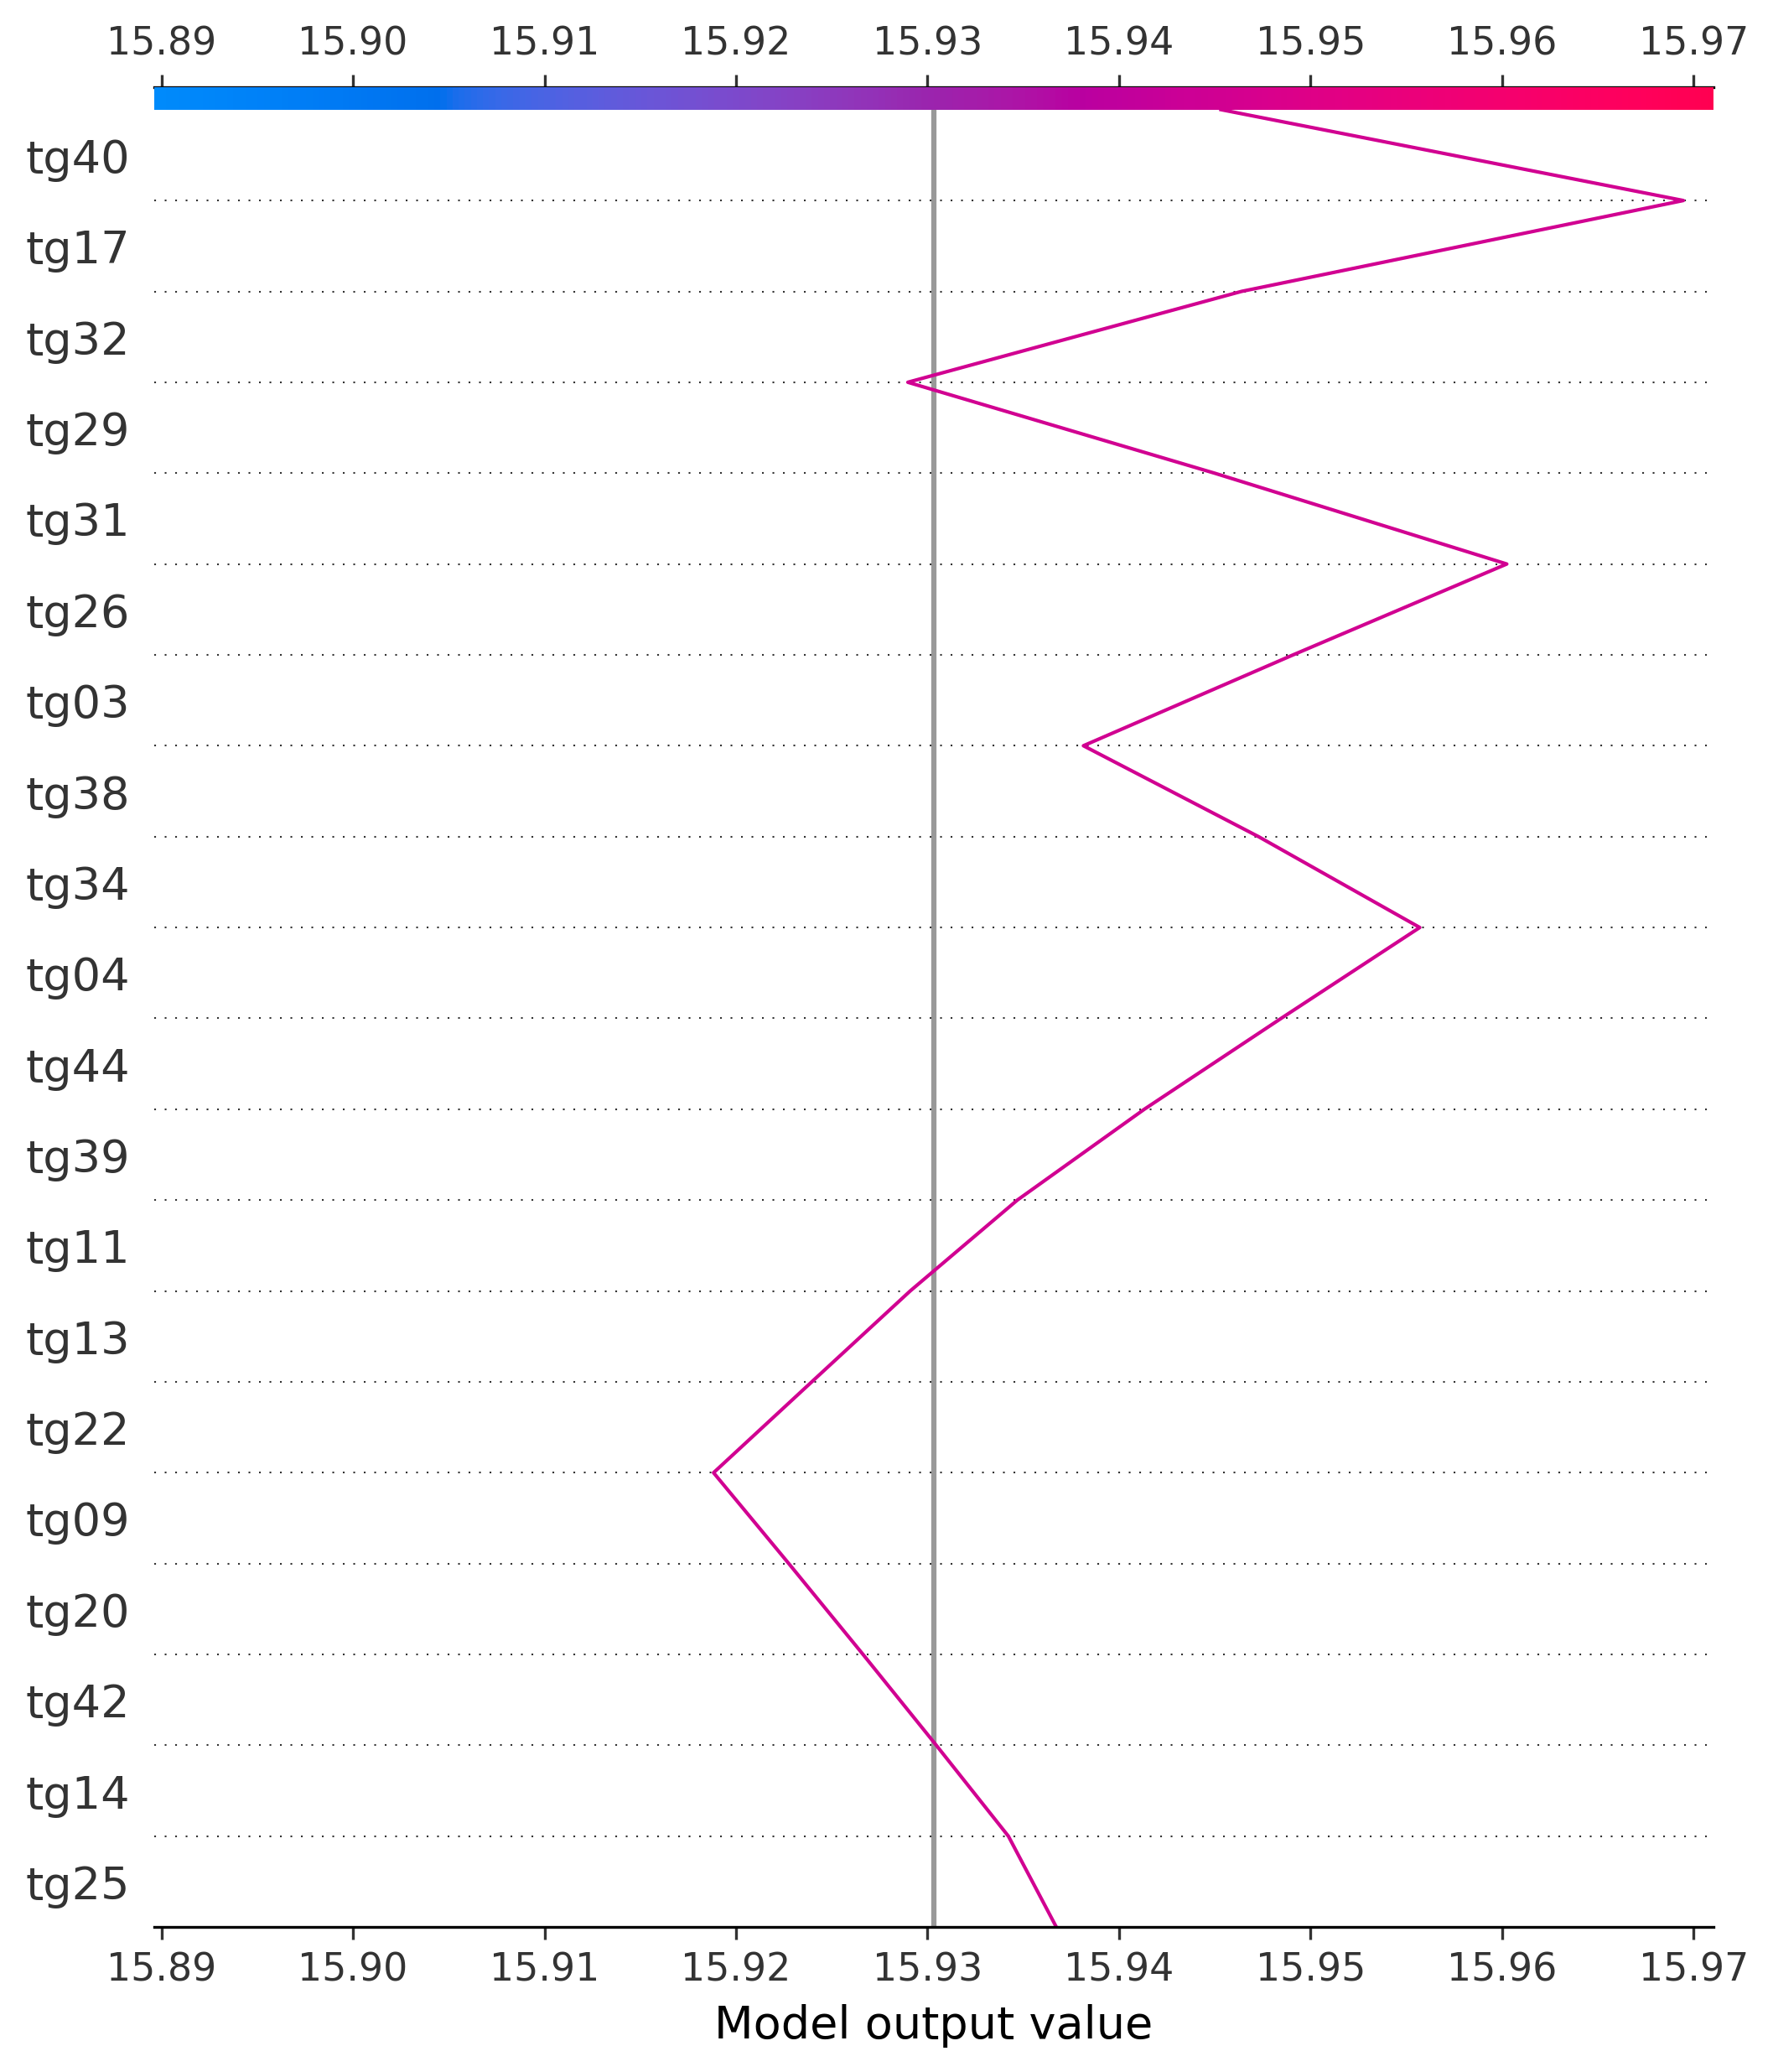 15.89 15.90 15.91 15.92 15.93 15.94 15.95 15.96 15.97
tg40
tg17
tg32
tg29
tg31
tg26
tg03
tg38
tg34
tg04
tg44
tg39
tg11
tg13
tg22
tg09
tg20
tg42
tg14
tg25
15.89 15.90 15.91 15.92 15.93 15.94 15.95 15.96 15.97
Model output value